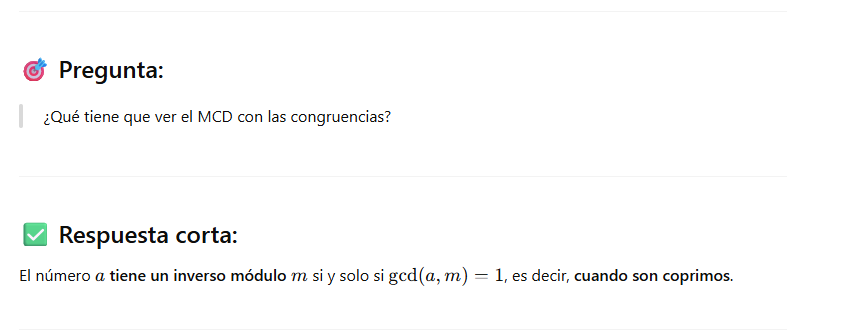 🎯 Pregunta:
¿Qué tiene que ver el MCD con las congruencias?
✅ Respuesta corta:
El número a tiene un inverso módulo m si y solo si gcd(a, m) = 1, es decir, cuando son coprimos.